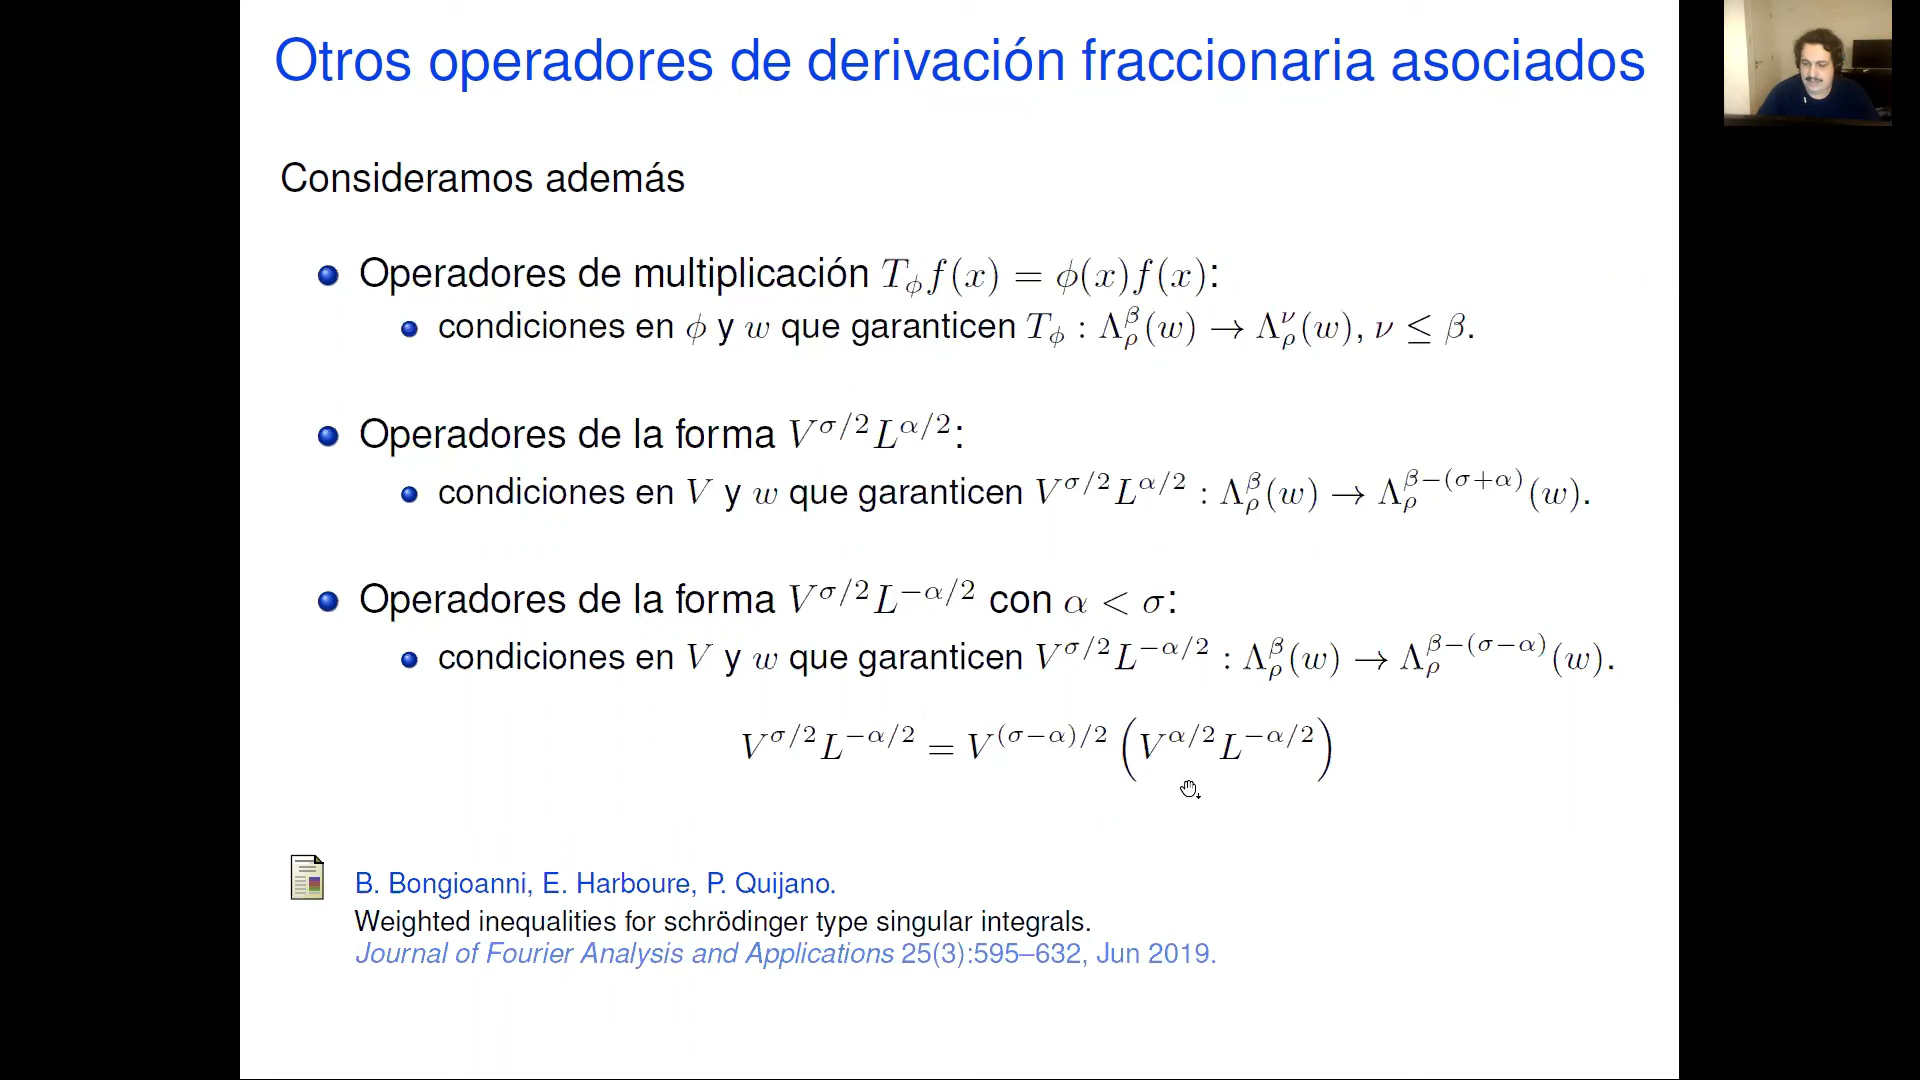 Otros operadores de derivación fraccionaria asociados
Consideramos además
Operadores de multiplicación $T_\phi f(x) = \phi(x)f(x)$:
condiciones en $\phi$ y $w$ que garanticen $T_\phi : \Lambda_\rho^\beta(w) \to \Lambda_\rho^\nu(w)$, $\nu \leq \beta$.
Operadores de la forma $V^{\sigma/2}L^{\alpha/2}$:
condiciones en $V$ y $w$ que garanticen $V^{\sigma/2}L^{\alpha/2} : \Lambda_\rho^\beta(w) \to \Lambda_\rho^{\beta-(\sigma+\alpha)}(w)$.
Operadores de la forma $V^{\sigma/2}L^{-\alpha/2}$ con $\alpha < \sigma$:
condiciones en $V$ y $w$ que garanticen $V^{\sigma/2}L^{-\alpha/2} : \Lambda_\rho^\beta(w) \to \Lambda_\rho^{\beta-(\sigma-\alpha)}(w)$.
$V^{\sigma/2}L^{-\alpha/2} = V^{(\sigma-\alpha)/2}\left(V^{\alpha/2}L^{-\alpha/2}\right)$
B. Bongioanni, E. Harboure, P. Quijano.
Weighted inequalities for schrödinger type singular integrals.
Journal of Fourier Analysis and Applications 25(3):595–632, Jun 2019.